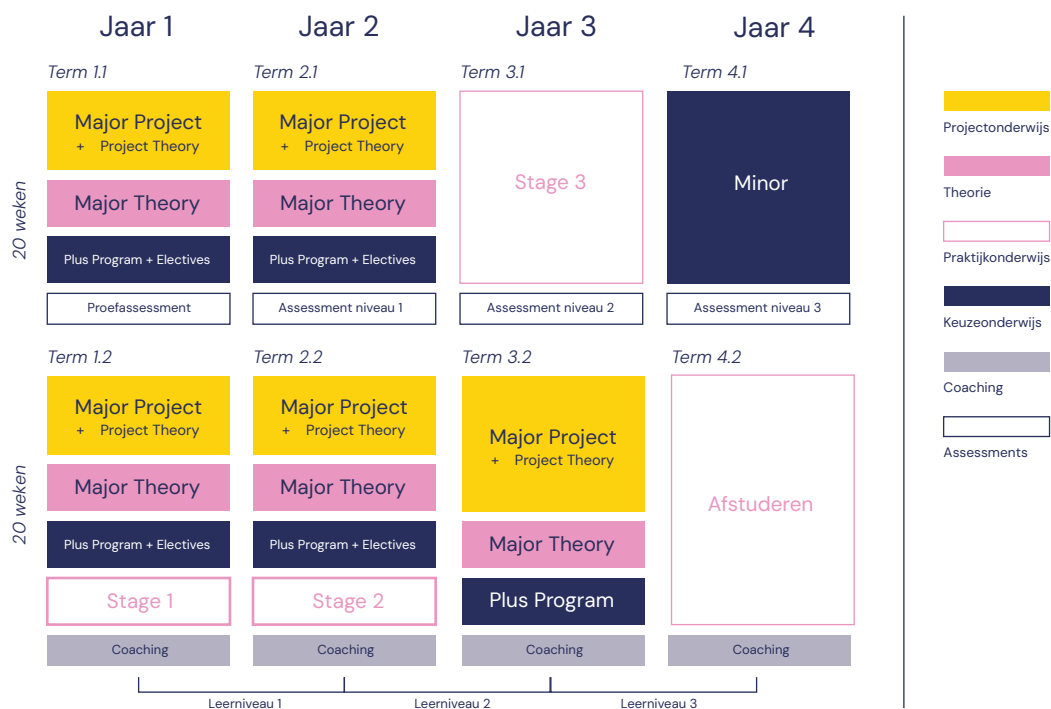 Jaar 1
Jaar 2
Jaar 3
Jaar 4
Term 1.1
Term 2.1
Term 3.1
Term 4.1
20 weken
Major Project
+ Project Theory
Major Theory
Plus Program + Electives
Proefassessment
Major Project
+ Project Theory
Major Theory
Plus Program + Electives
Assessment niveau 1
Stage 3
Assessment niveau 2
Minor
Assessment niveau 3
Term 1.2
Term 2.2
Term 3.2
Term 4.2
20 weken
Major Project
+ Project Theory
Major Theory
Plus Program + Electives
Stage 1
Coaching
Major Project
+ Project Theory
Major Theory
Plus Program + Electives
Stage 2
Coaching
Major Project
+ Project Theory
Major Theory
Plus Program
Coaching
Afstuderen
Coaching
Leerniveau 1
Leerniveau 2
Leerniveau 3
Projectonderwijs
Theorie
Praktijkonderwijs
Keuzeonderwijs
Coaching
Assessments